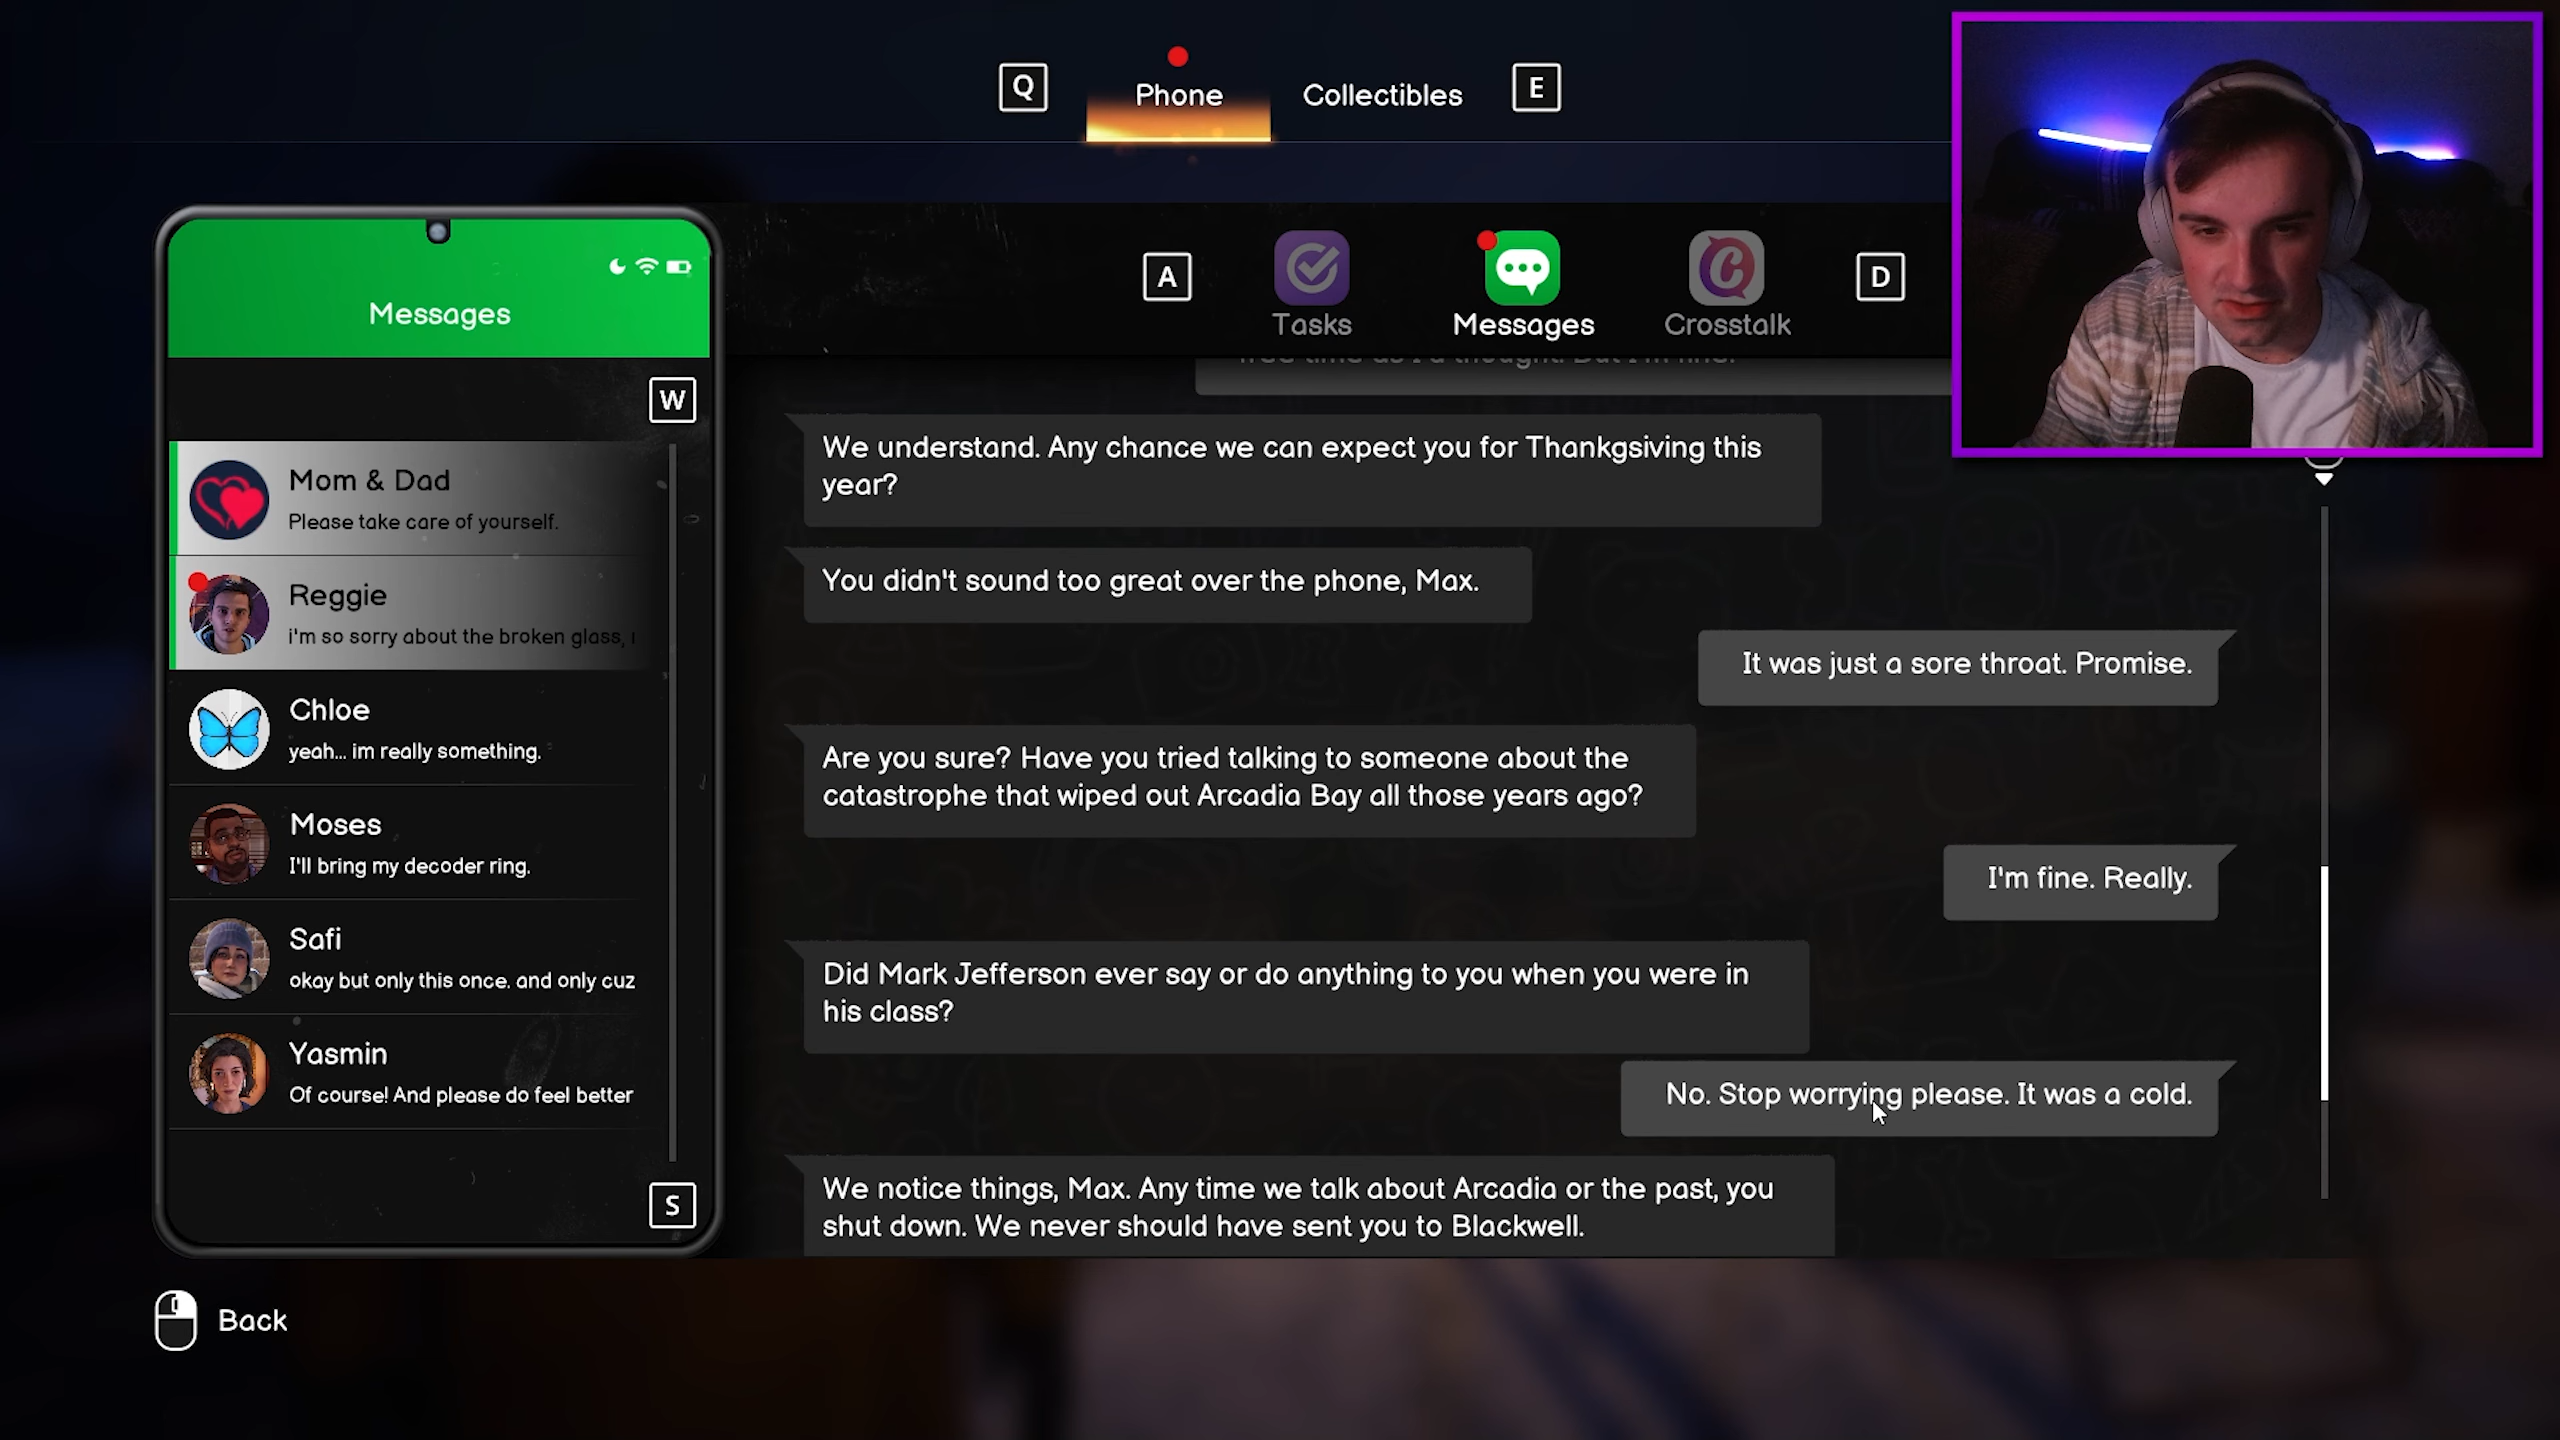 Q
Phone
Collectibles
E
Messages
A
Tasks
Messages
Crosstalk
D
W
Mom & Dad
Please take care of yourself.
Reggie
i'm so sorry about the broken glass,
Chloe
yeah... im really something.
Moses
I'll bring my decoder ring.
Safi
okay but only this once. and only cuz
Yasmin
Of course! And please do feel better
S
We understand. Any chance we can expect you for Thankgsiving this
year?
You didn't sound too great over the phone, Max.
It was just a sore throat. Promise.
Are you sure? Have you tried talking to someone about the
catastrophe that wiped out Arcadia Bay all those years ago?
I'm fine. Really.
Did Mark Jefferson ever say or do anything to you when you were in
his class?
No. Stop worrying please. It was a cold.
We notice things, Max. Any time we talk about Arcadia or the past, you
shut down. We never should have sent you to Blackwell.
Back